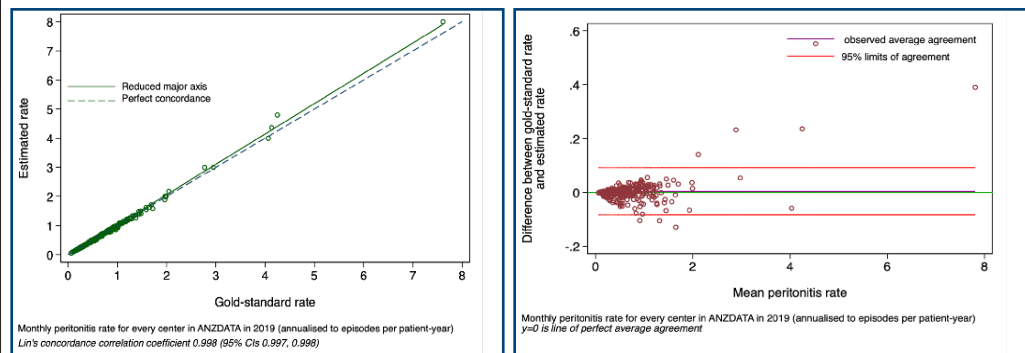 Estimated rate
8
7
6
5
4
3
2
1
0
Reduced major axis
Perfect concordance
0 1 2 3 4 5 6 7 8
Gold-standard rate
Monthly peritonitis rate for every center in ANZDATA in 2019 (annualised to episodes per patient-year)
Lin's concordance correlation coefficient 0.998 (95% CIs 0.997, 0.998)
Difference between gold-standard rate
and estimated rate
.6
.4
.2
0
-.2
observed average agreement
95% limits of agreement
0 2 4 6 8
Mean peritonitis rate
Monthly peritonitis rate for every center in ANZDATA in 2019 (annualised to episodes per patient-year)
y=0 is line of perfect average agreement